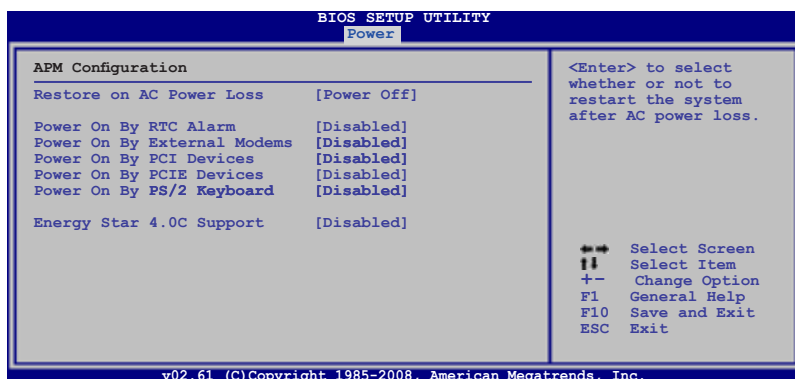 BIOS SETUP UTILITY
Power
APM Configuration
Restore on AC Power Loss [Power Off]
Power On By RTC Alarm [Disabled]
Power On By External Modems [Disabled]
Power On By PCI Devices [Disabled]
Power On By PCIE Devices [Disabled]
Power On By PS/2 Keyboard [Disabled]
Energy Star 4.0C Support [Disabled]
<Enter> to select
whether or not to
restart the system
after AC power loss.
←→ Select Screen
↑↓ Select Item
+- Change Option
F1 General Help
F10 Save and Exit
ESC Exit
v02.61 (C)Copyright 1985-2008, American Megatrends, Inc.